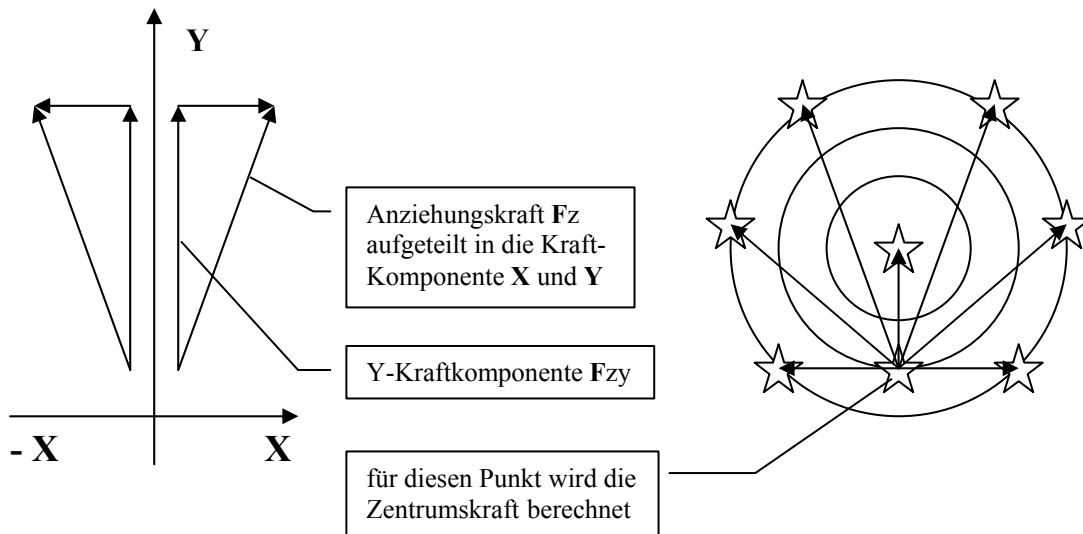 Y
Anziehungskraft Fz
aufgeteilt in die Kraft-
Komponente X und Y
Y-Kraftkomponente Fzy
- X
X
für diesen Punkt wird die
Zentrumskraft berechnet